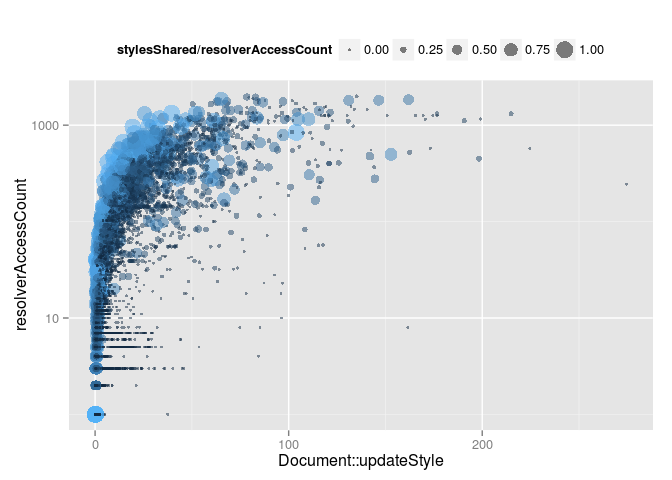 stylesShared/resolverAccessCount 0.00 0.25 0.50 0.75 1.00
resolverAccessCount
1000
10
0 100 200
Document::updateStyle